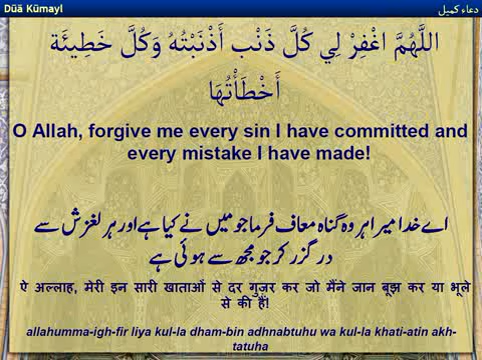 Dūā Kūmayl
دعاء كميل
اللَّهُمَّ اغْفِرْ لِي كُلَّ ذَنْبٍ أَذْنَبْتُهُ وَكُلَّ خَطِيئَةٍ
أَخْطَأْتُهَا
O Allah, forgive me every sin I have committed and
every mistake I have made!
اے خدا میرا ہر وہ گناہ معاف فرما جو میں نے کیا ہے اور ہر لغزش سے
در گزر کر جو مجھ سے ہوئی ہے
ऐ अल्लाह, मेरी इन सारी खाताओं से दर गुज़र कर जो मैंने जान बूझ कर या भूले
से की हैं!
allahumma-igh-fir liya kul-la dham-bin adhnabtuhu wa kul-la khati-atin akh-
tatuha